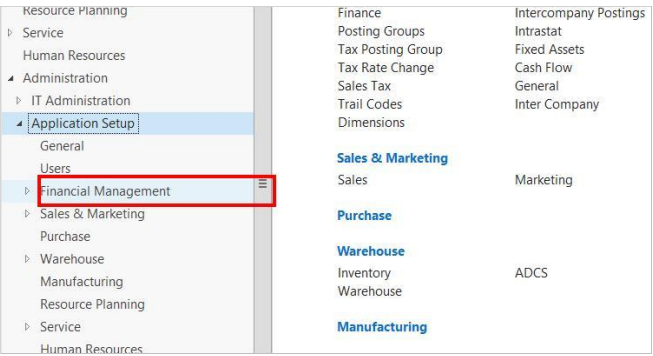 Resource Planning
Service
Human Resources
Administration
IT Administration
Application Setup
General
Users
Financial Management
Sales & Marketing
Purchase
Warehouse
Manufacturing
Resource Planning
Service
Human Resources
Finance Intercompany Postings
Posting Groups Intrastat
Tax Posting Group Fixed Assets
Tax Rate Change Cash Flow
Sales Tax General
Trail Codes Inter Company
Dimensions
Sales & Marketing
Sales Marketing
Purchase
Warehouse
Inventory ADCS
Warehouse
Manufacturing